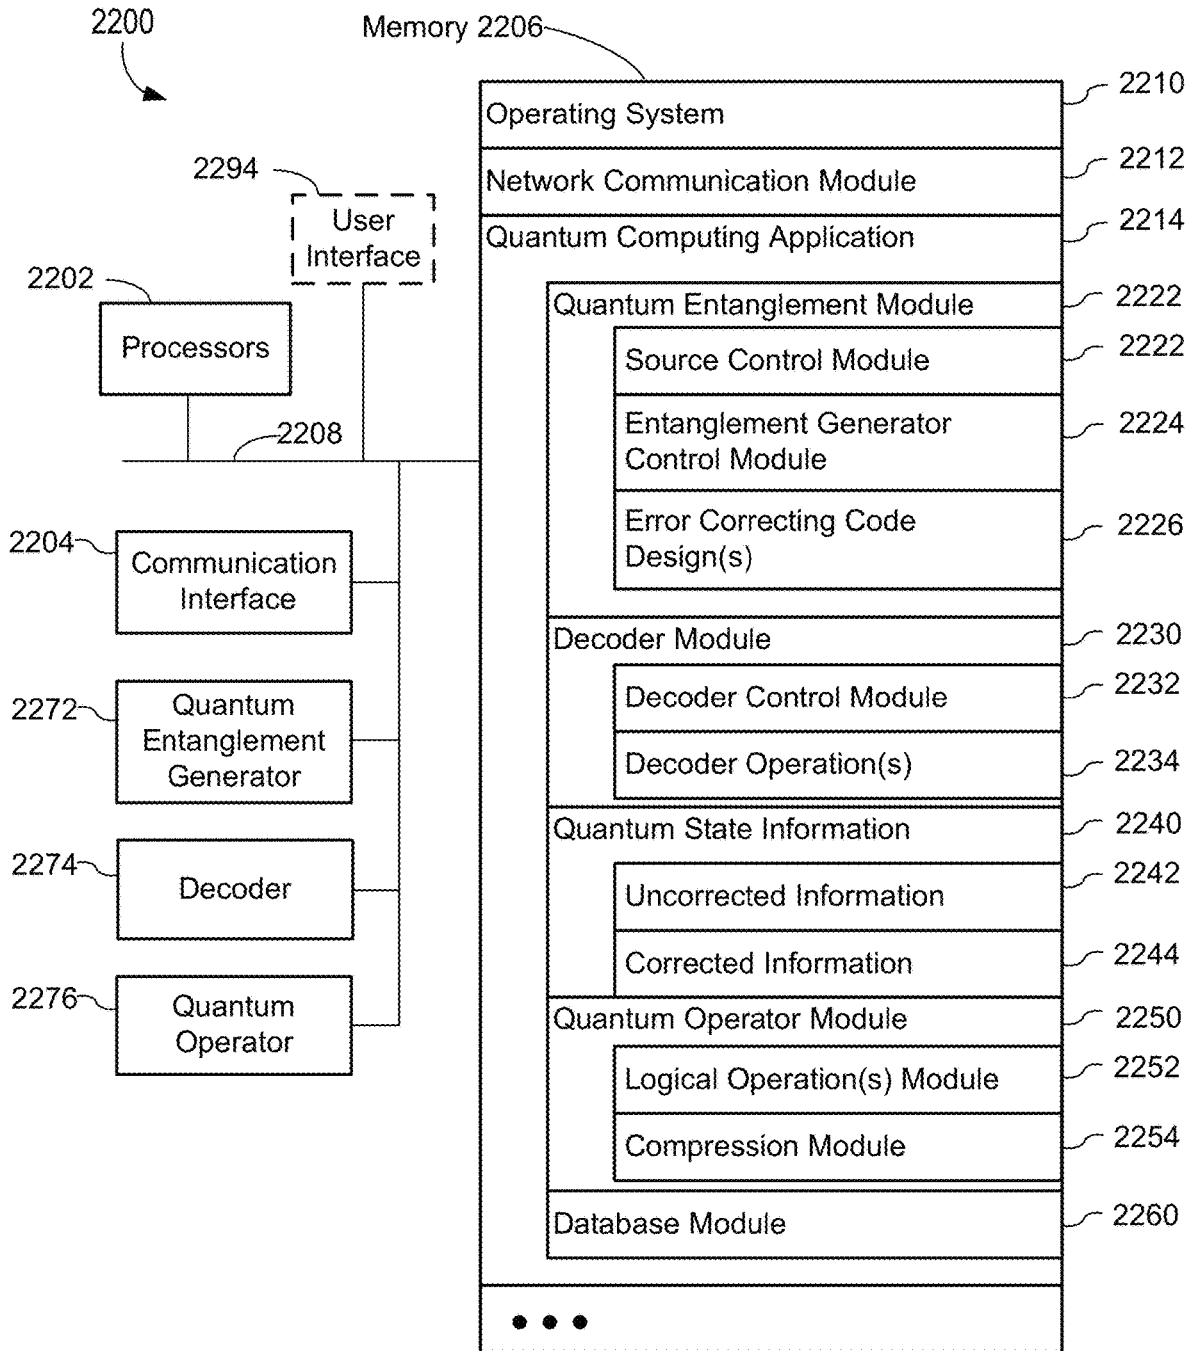 2200
Memory 2206
Operating System
2210
Network Communication Module
2212
Quantum Computing Application
2214
2294
User
Interface
2202
Processors
2208
Quantum Entanglement Module
2222
Source Control Module
2222
Entanglement Generator
Control Module
2224
Error Correcting Code
Design(s)
2226
2204
Communication
Interface
2272
Quantum
Entanglement
Generator
2274
Decoder
2276
Quantum
Operator
Decoder Module
2230
Decoder Control Module
2232
Decoder Operation(s)
2234
Quantum State Information
2240
Uncorrected Information
2242
Corrected Information
2244
Quantum Operator Module
2250
Logical Operation(s) Module
2252
Compression Module
2254
Database Module
2260